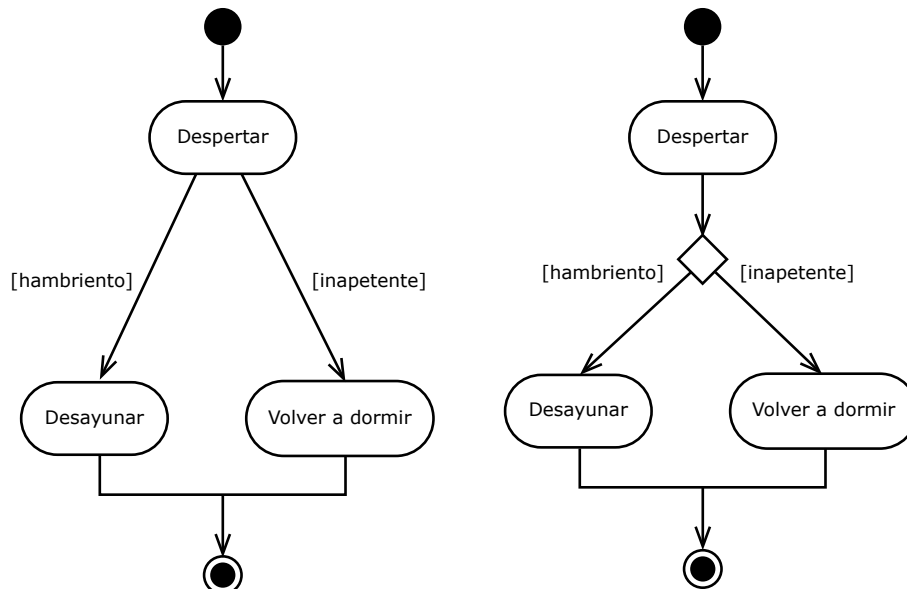 Despertar
Despertar
[hambriento]
[inapetente]
[hambriento]
[inapetente]
Desayunar
Volver a dormir
Desayunar
Volver a dormir